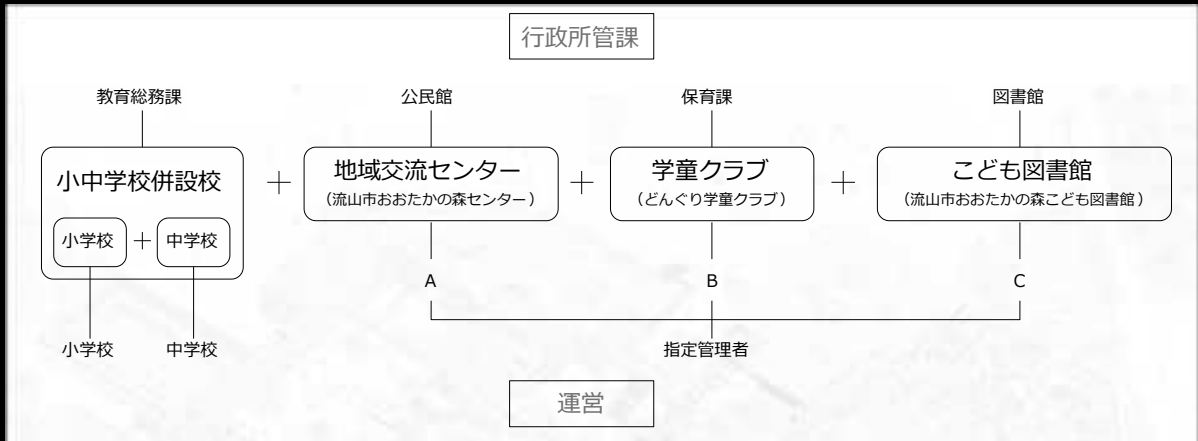 行政所管課
教育総務課
公民館
保育課
図書館
小中学校併設校
小学校
+
中学校
+
地域交流センター
(流山市おおたかの森センター)
+
学童クラブ
(どんぐり学童クラブ)
+
こども図書館
(流山市おおたかの森こども図書館)
A
B
C
小学校
中学校
指定管理者
運営